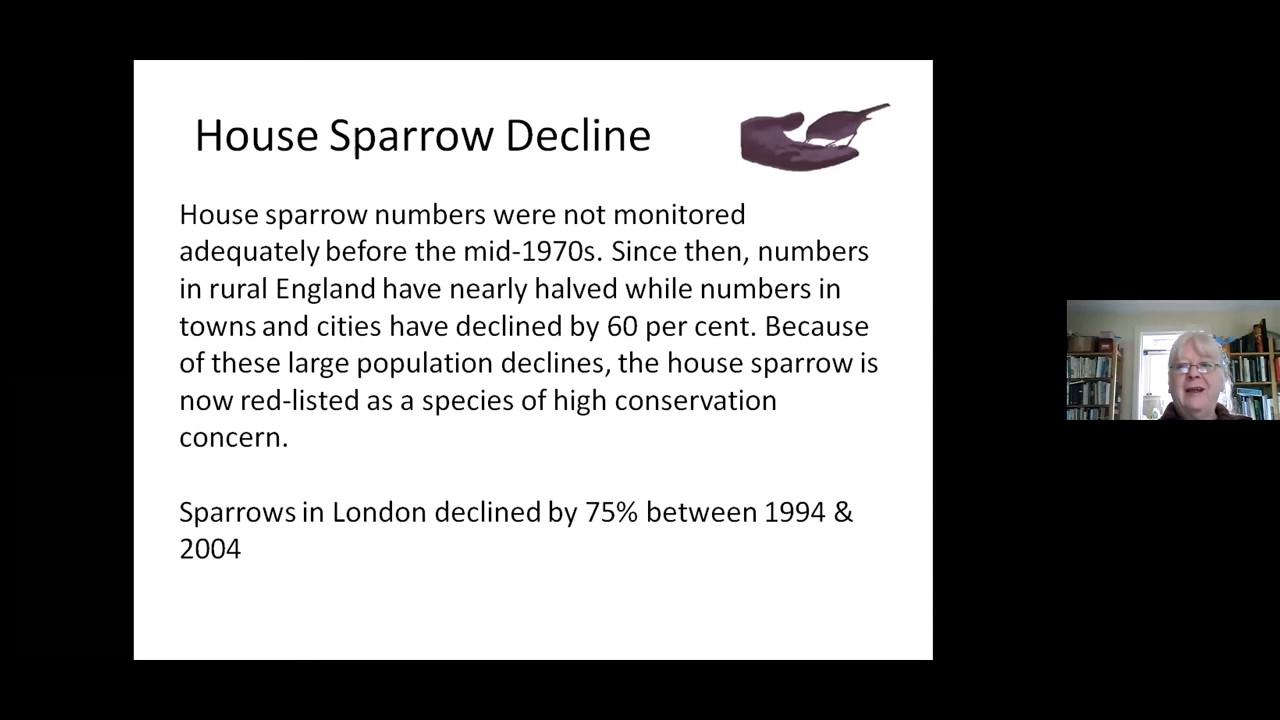 House Sparrow Decline
House sparrow numbers were not monitored
adequately before the mid-1970s. Since then, numbers
in rural England have nearly halved while numbers in
towns and cities have declined by 60 per cent. Because
of these large population declines, the house sparrow is
now red-listed as a species of high conservation
concern.
Sparrows in London declined by 75% between 1994 &
2004